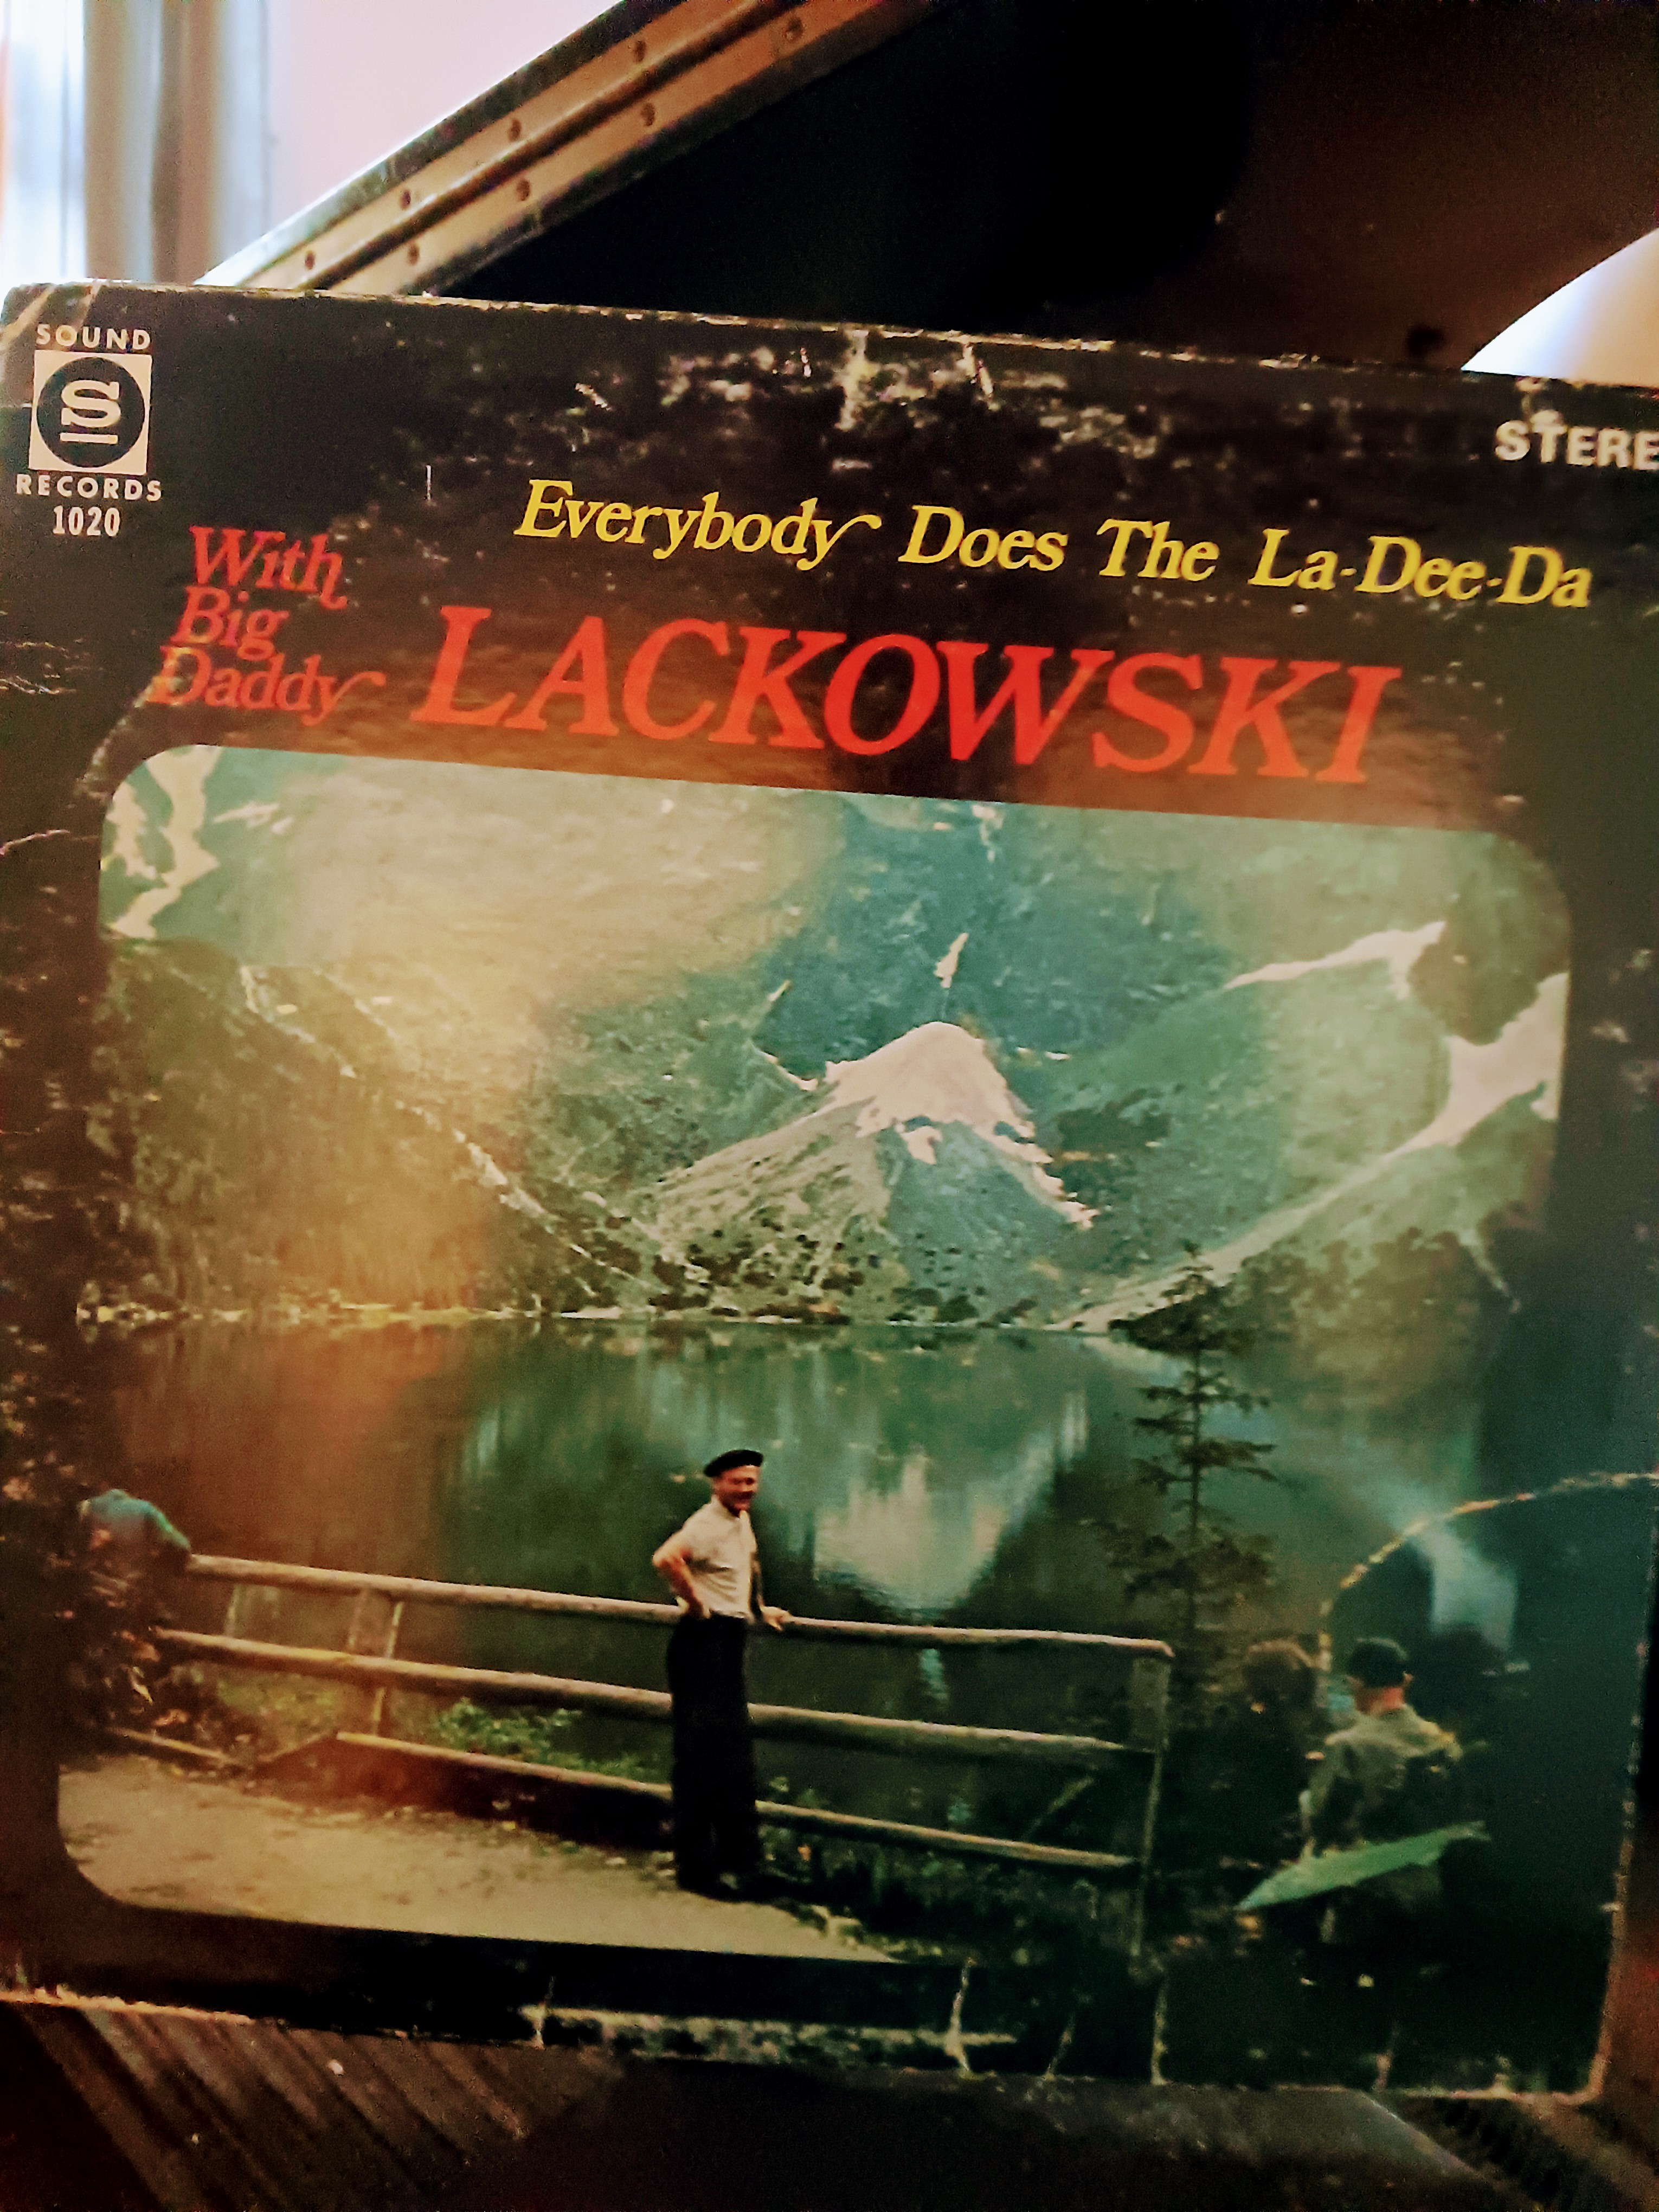 SOUND
S
RECORDS
1020
STERE
Everybody Does The La-Dee-Da
With
Big
Daddy
LACKOWSKI